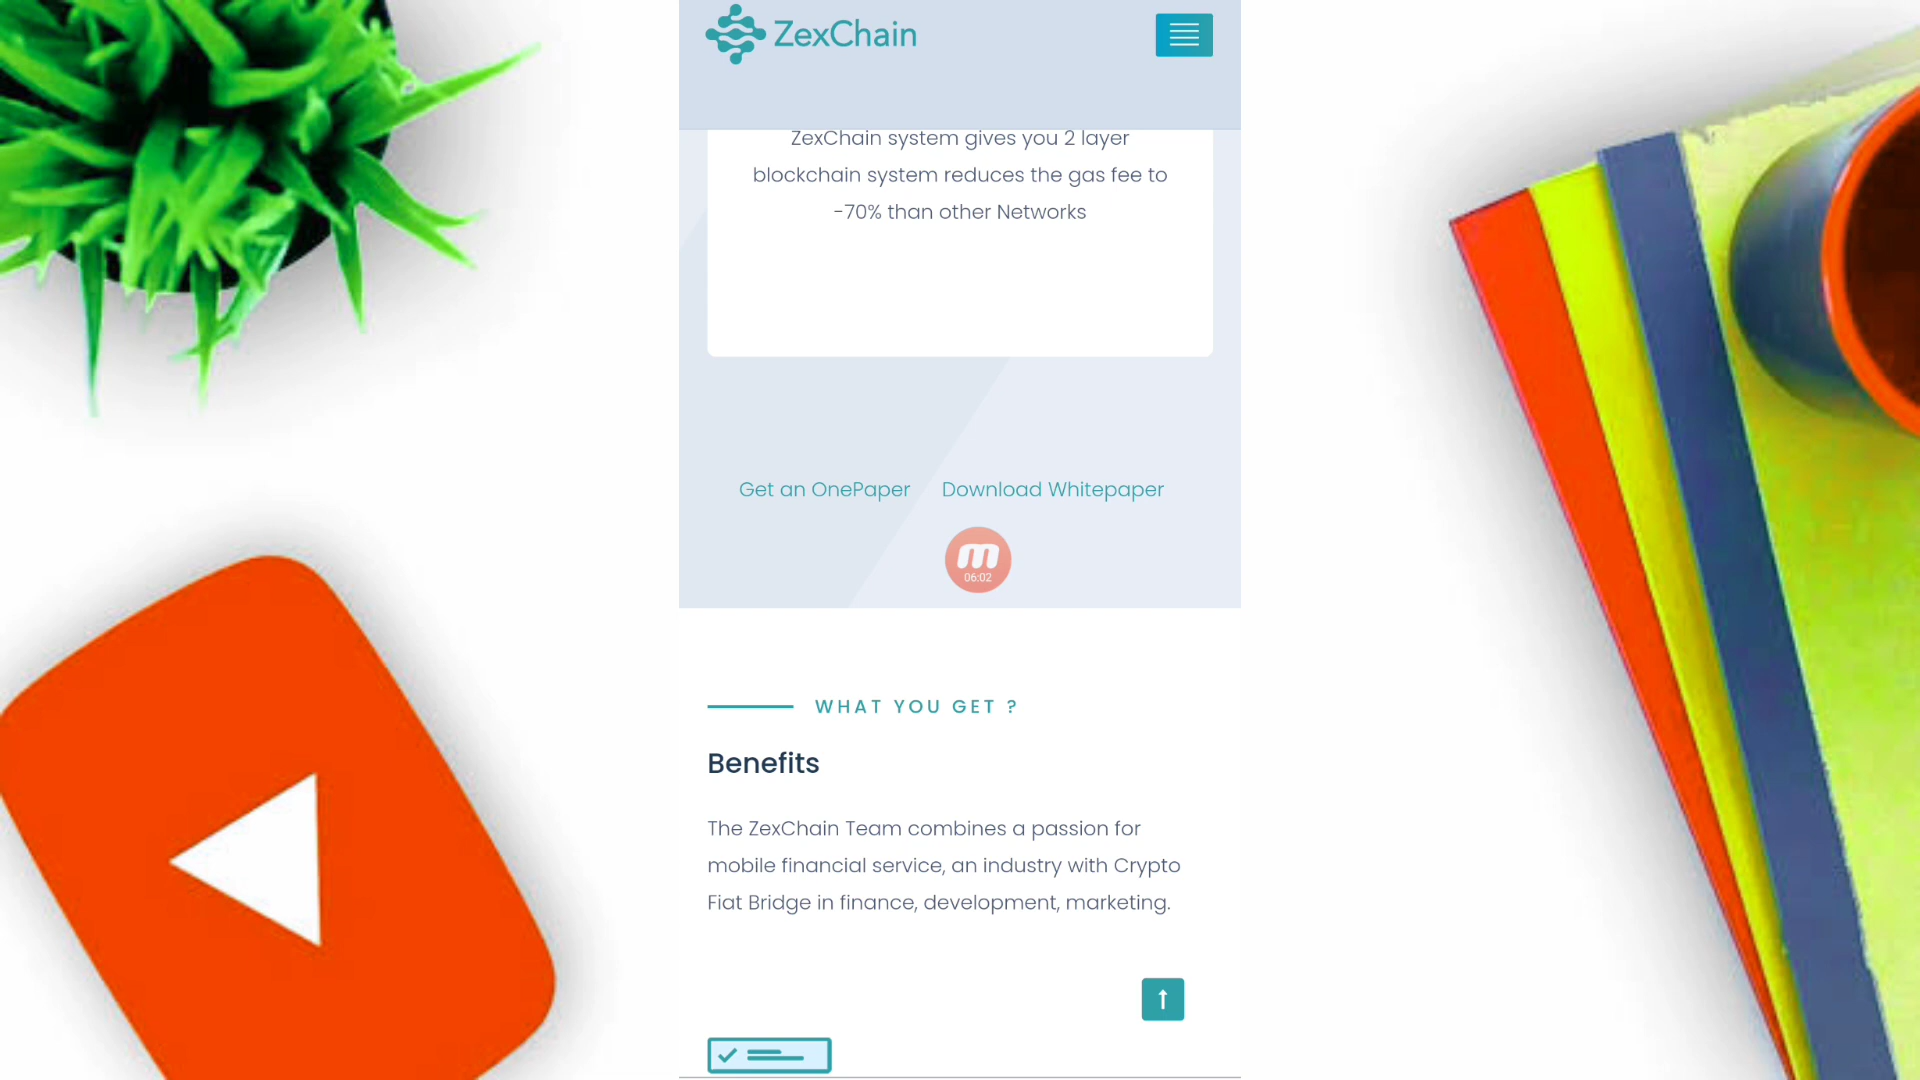 ZexChain
ZexChain system gives you 2 layer
blockchain system reduces the gas fee to
-70% than other Networks
Get an OnePaper Download Whitepaper
m
06:02
WHAT YOU GET ?
Benefits
The ZexChain Team combines a passion for
mobile financial service, an industry with Crypto
Fiat Bridge in finance, development, marketing.